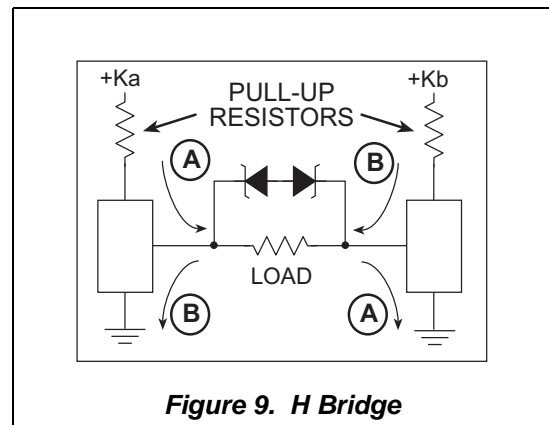 +Ka
+Kb
PULL-UP
RESISTORS
A
B
LOAD
B
A
Figure 9. H Bridge